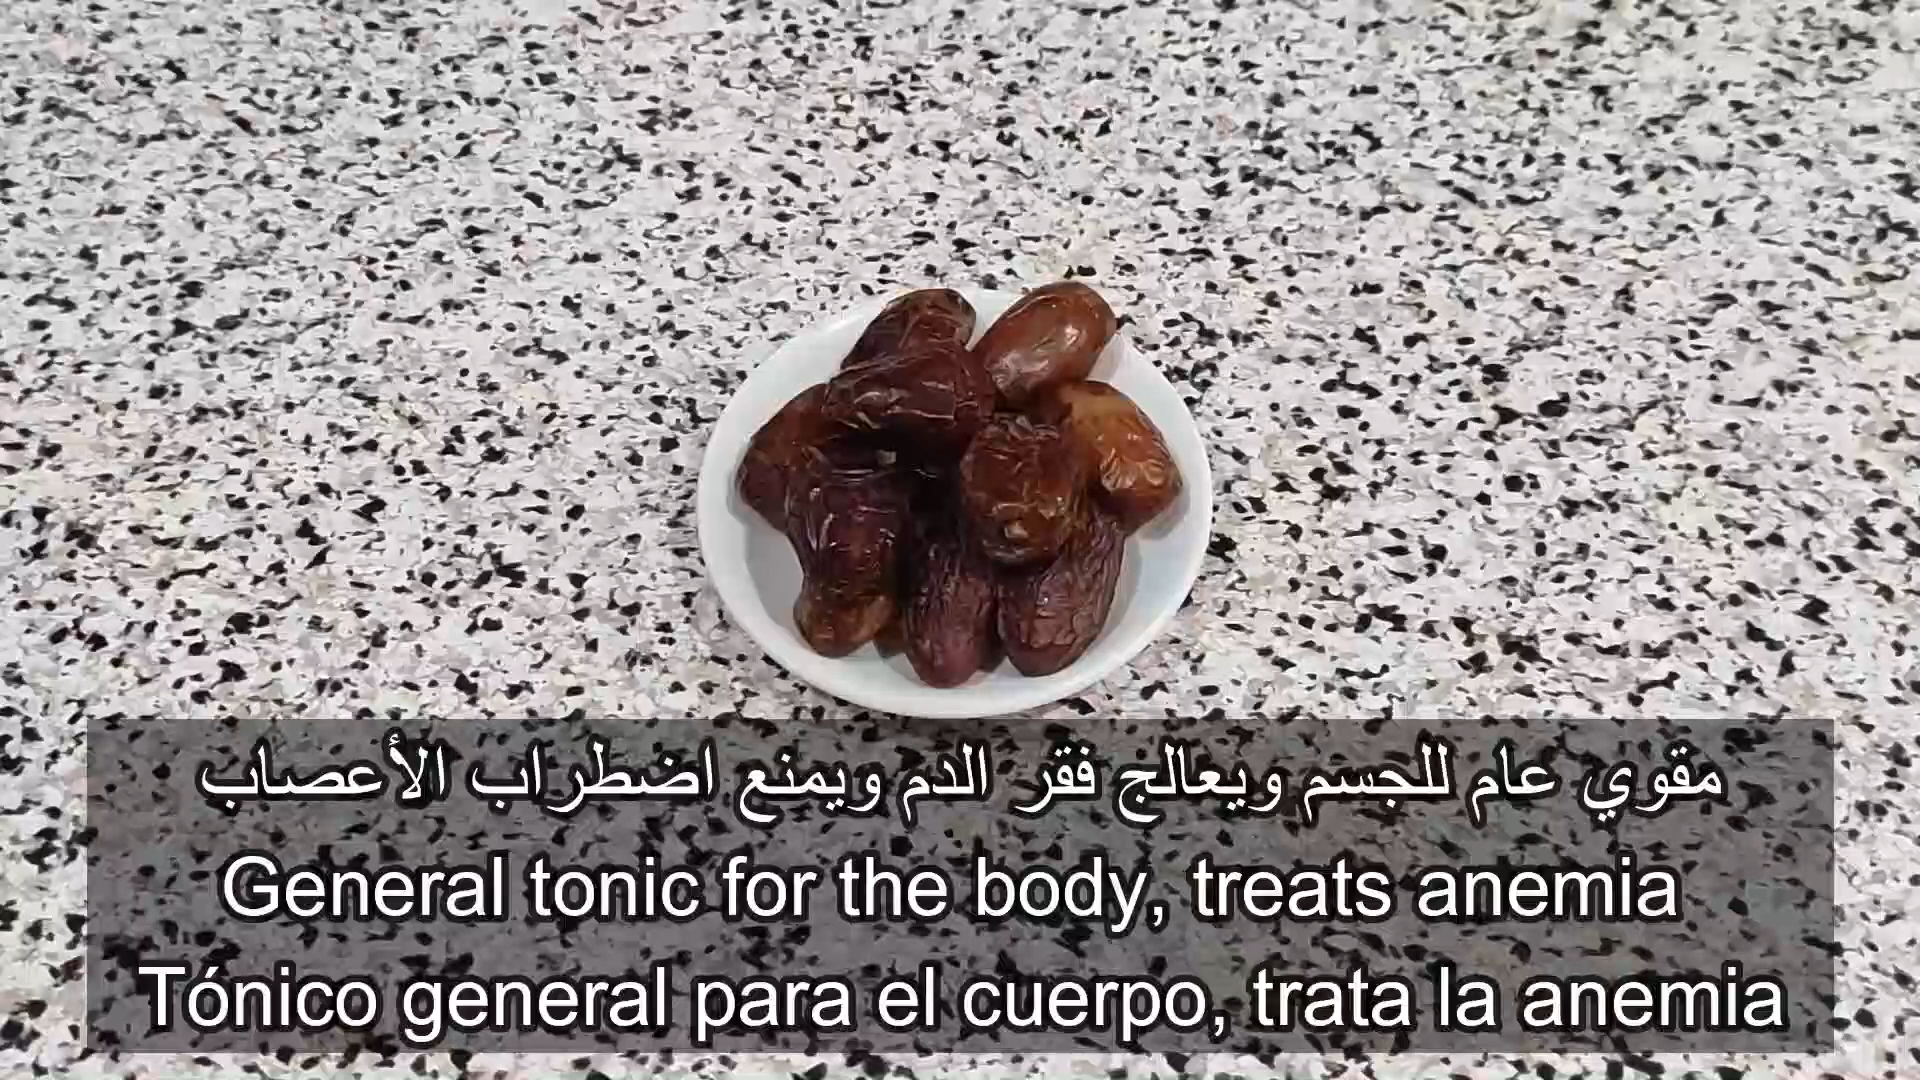 مقوي عام للجسم ويعالج فقر الدم ويمنع اضطراب الأعصاب
General tonic for the body, treats anemia
Tónico general para el cuerpo, trata la anemia